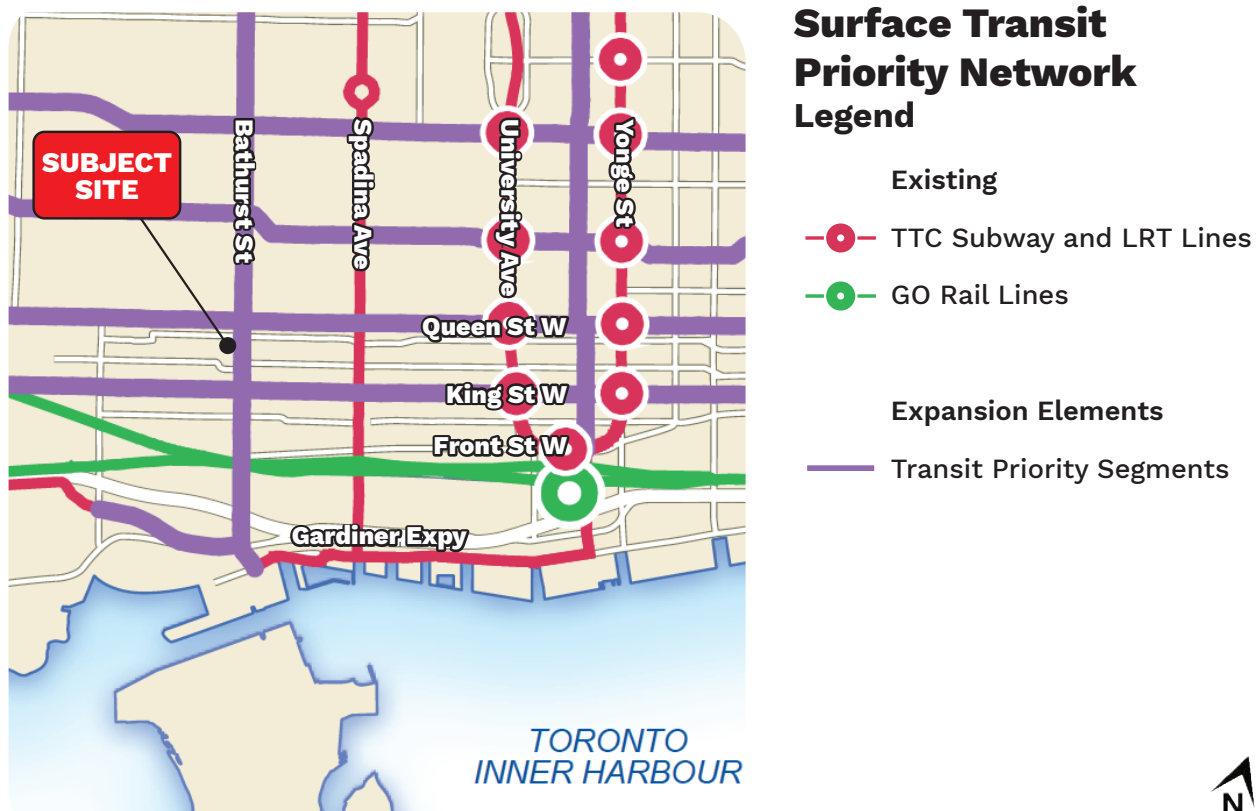 Surface Transit
Priority Network
Legend
Existing
TTC Subway and LRT Lines
GO Rail Lines
Expansion Elements
Transit Priority Segments
SUBJECT
SITE
Bathurst St
Spadina Ave
University Ave
Yonge St
Queen St W
King St W
Front St W
Gardiner Expy
TORONTO
INNER HARBOUR
N